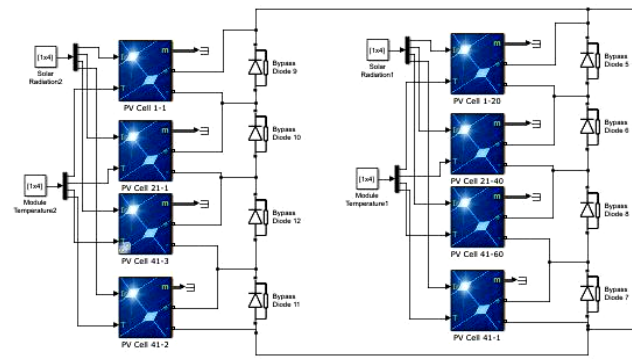 [1x4]
Solar
Radiation2
m
PV Cell 1-1
Bypass
Diode 9
m
PV Cell 21-1
Bypass
Diode 10
[1x4]
Module
Temperature2
m
T
PV Cell 41-3
Bypass
Diode 12
m
T
PV Cell 41-2
Bypass
Diode 11
[1x4]
Solar
Radiation1
m
T
PV Cell 1-20
Bypass
Diode 5
m
T
PV Cell 21-40
Bypass
Diode 6
[1x4]
Module
Temperature1
m
T
PV Cell 41-60
Bypass
Diode 8
m
T
PV Cell 41-1
Bypass
Diode 7